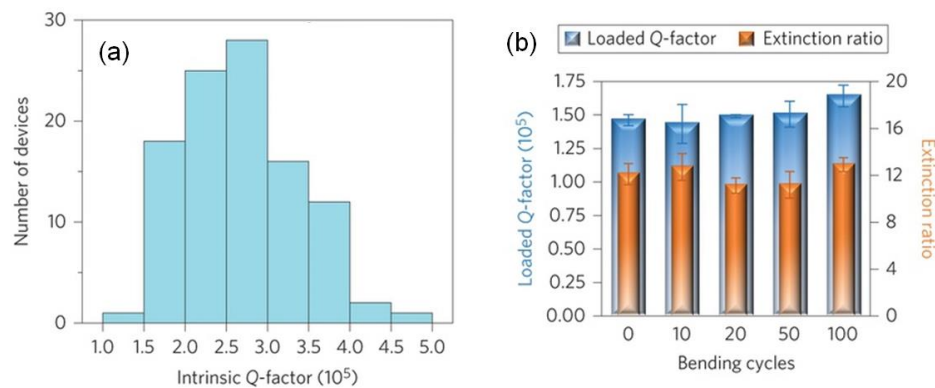 (a)
30
20
10
0
Number of devices
1.0 1.5 2.0 2.5 3.0 3.5 4.0 4.5 5.0
Intrinsic Q-factor (10⁵)
(b)
Loaded Q-factor Extinction ratio
1.75
1.50
1.25
1.00
0.75
0.50
0.25
0.00
Loaded Q-factor (10⁵)
20
16
12
8
4
0
Extinction ratio
0 10 20 50 100
Bending cycles